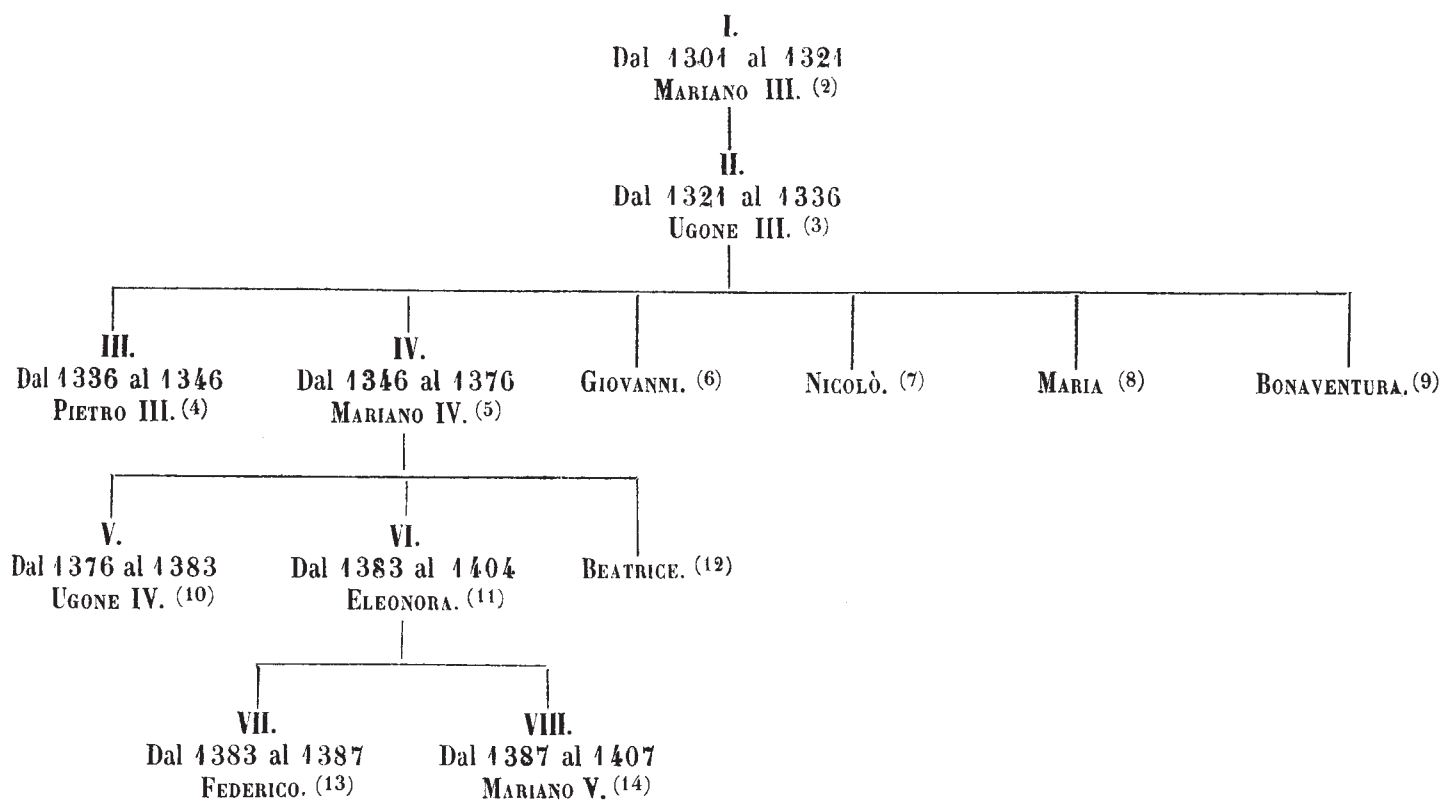 I.
Dal 1301 al 1321
MARIANO III. (2)
II.
Dal 1321 al 1336
UGONE III. (3)
III.
Dal 1336 al 1346
PIETRO III. (4)
IV.
Dal 1346 al 1376
MARIANO IV. (5)
GIOVANNI. (6)
NICOLÒ. (7)
MARIA (8)
BONAVENTURA. (9)
V.
Dal 1376 al 1383
UGONE IV. (10)
VI.
Dal 1383 al 1404
ELEONORA. (11)
BEATRICE. (12)
VII.
Dal 1383 al 1387
FEDERICO. (13)
VIII.
Dal 1387 al 1407
MARIANO V. (14)